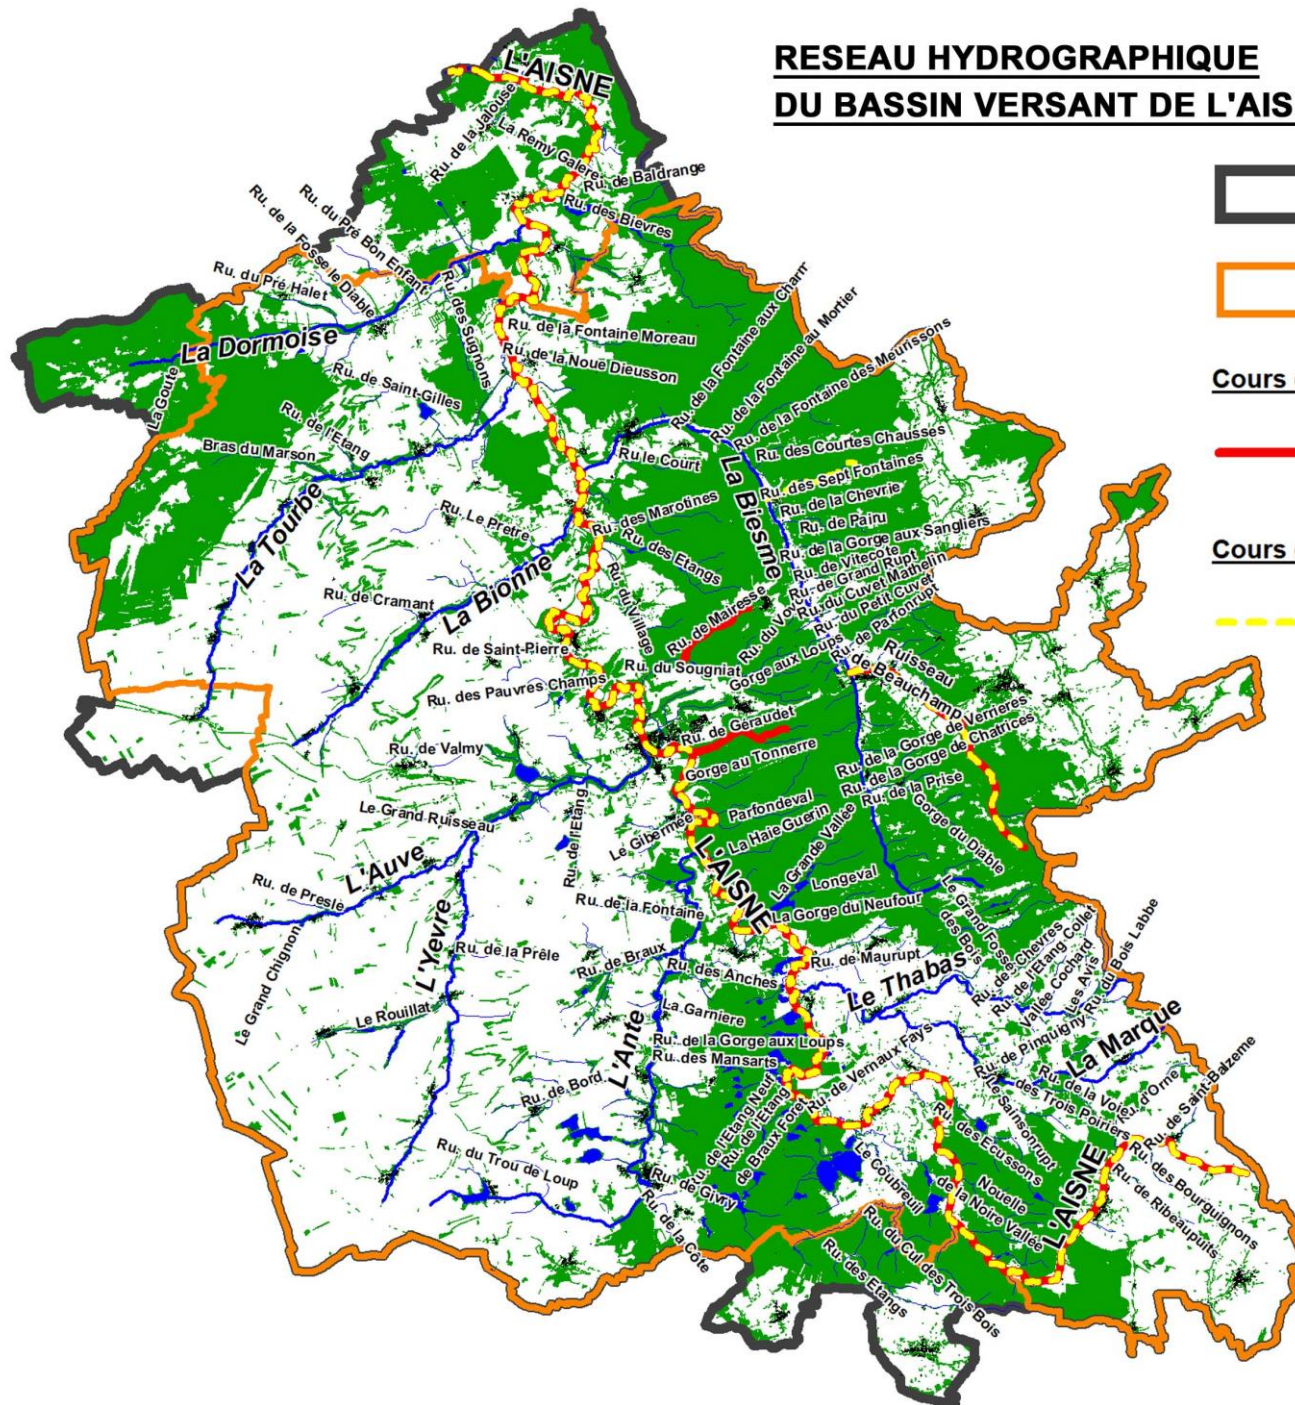 RESEAU HYDROGRAPHIQUE
DU BASSIN VERSANT DE L'AIS
Cours
Cours
L'AISNE
Ru. de la Jalouse
La Remy Galere
Ru. de Baldrange
Ru. des Bievres
Ru. du Pré Bon Enfant
Ru. de la Fosse le Diable
Ru. du Pré Halet
Ru. des Sugnons
La Dormoise
La Goute
Ru. de la Fontaine Moreau
Ru. de la Noue Dieusson
Ru. de Saint-Gilles
Ru. de l'Etang
Bras du Marson
La Tourbe
Ru. de la Fontaine aux Charm
Ru. de la Fontaine au Mortier
Ru. de la Fontaine des Meurissons
Ru. des Courtes Chausses
Ru le Court
La Biesme
Ru. des Sept Fontaines
Ru. de la Chevrie
Ru. de Pairu
Ru. de la Gorge aux Sangliers
Ru. de Vitecote
Ru. de Grand Rupt
Ru. du Cuvet Mathelin
Ru. du Petit Cuvet
Ru. de Parfonrupt
Ru. Le Pretre
Ru. des Marotines
Ru. des Etangs
La Bionne
Ru. de Cramant
Ru. du Village
Ru. de Mairesse
Ru. de Saint-Pierre
Ru. du Sougniat
Gorge aux Loups
Ruisseau
de Beauchamp
Ru. des Pauvres Champs
Ru. de Geraudet
Ru. de Valmy
Gorge au Tonnerre
Ru. de la Gorge de Verrieres
Ru. de la Gorge de Chatrices
Ru. de la Prise
Gorge du Diable
Le Grand Ruisseau
Ru. de l'Etang
Le Gibermée
Parfondeval
La Haie Guerin
La Grande Vallée
L'AISNE
L'Auve
Ru. de Presle
Longeval
La Gorge du Neufour
Ru. de la Fontaine
Le Grand Chignon
L'Yevre
Ru. de la Prêle
Ru. de Braux
Ru. des Anches
Ru. de Maurupt
Le Thabas
Le Grand Fosse
des Bois
Ru. de Chevres
Ru. de l'Etang Collet
Vallée Cochard
Ru. du Bois Labbe
Le Rouillat
La Garniere
L'Ante
Ru. de la Gorge aux Loups
Ru. des Mansarts
Ru. de Vernaux Fays
Ru. de Pinquigny
La Marque
Ru. de Bord
Ru. de l'Etang Neuf
Ru. de l'Etang
de Braux Foret
Le Sainsonrupt
Ru. des Trois Poiriers
Ru. d'Orne
Ru. de Saint-Balzeme
Ru. du Trou de Loup
Ru. de Givry
Ru. de la Côte
Le Coubreuil
Ru. des Ecussons
Nouelle
de la Noire Vallée
L'AISNE
Ru. des Bourguignons
Ru. de Ribeaupuits
Ru. du Cul des Trois Bois
Ru. des Etangs